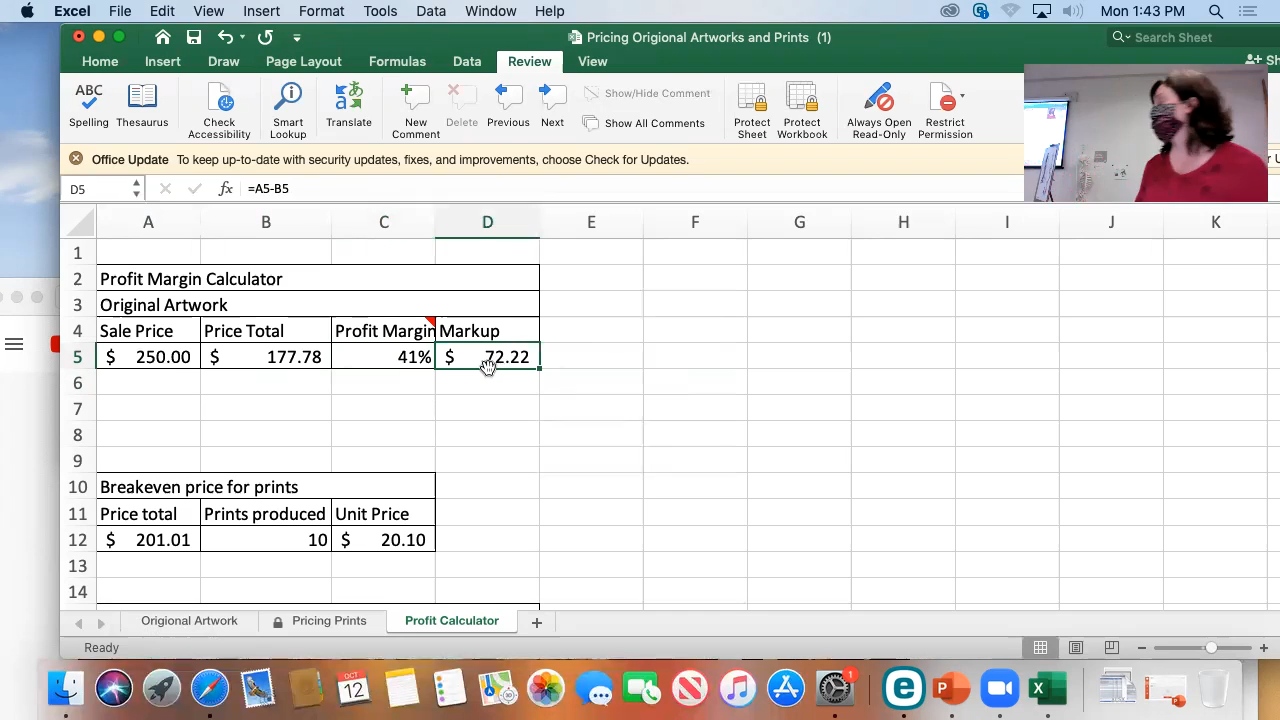 Excel File Edit View Insert Format Tools Data Window Help Mon 1:43 PM
Pricing Origional Artworks and Prints (1) Search Sheet
Home Insert Draw Page Layout Formulas Data Review View
ABC
Spelling Thesaurus Check Accessibility Smart Lookup Translate New Comment Delete Previous Next Show/Hide Comment Show All Comments Protect Sheet Protect Workbook Always Open Read-Only Restrict Permission
Office Update To keep up-to-date with security updates, fixes, and improvements, choose Check for Updates.
D5 fx =A5-B5
A B C D E F G H I J K
1
2 Profit Margin Calculator
3 Original Artwork
4 Sale Price Price Total Profit Margin Markup
5 $ 250.00 $ 177.78 41% $ 72.22
6
7
8
9
10 Breakeven price for prints
11 Price total Prints produced Unit Price
12 $ 201.01 10 $ 20.10
13
14
Origional Artwork Pricing Prints Profit Calculator +
Ready
OCT
12
1